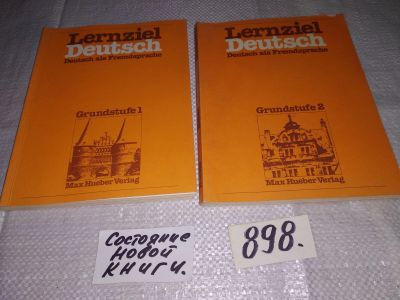 Lernziel
Deutsch
Deutsch als Fremdsprache
Grundstufe 1
Max Hueber Verlag
Lernziel
Deutsch
Deutsch als Fremdsprache
Grundstufe 2
Max Hueber Verlag
Состояние
новой
книги.
898.